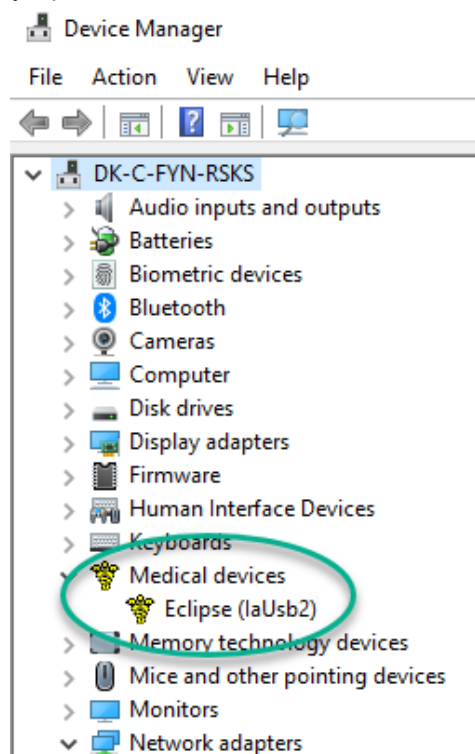 Device Manager
File Action View Help
DK-C-FYN-RSKS
Audio inputs and outputs
Batteries
Biometric devices
Bluetooth
Cameras
Computer
Disk drives
Display adapters
Firmware
Human Interface Devices
Keyboards
Medical devices
Eclipse (IaUsb2)
Memory technology devices
Mice and other pointing devices
Monitors
Network adapters